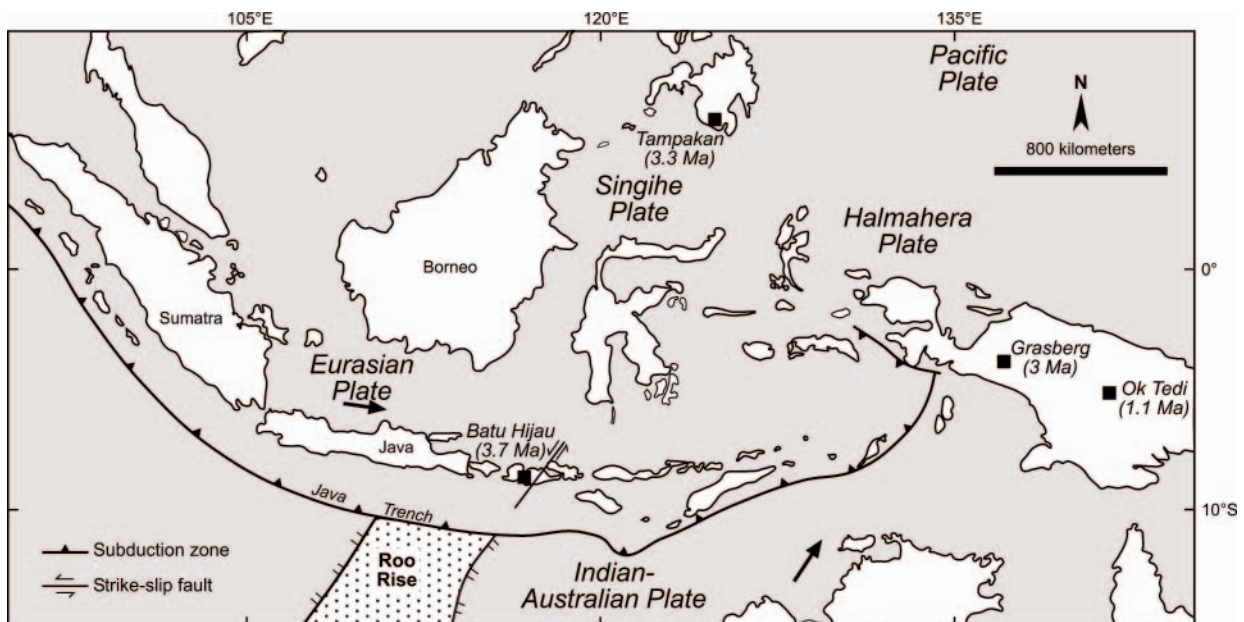 105°E
120°E
135°E
Pacific
Plate
N
800 kilometers
Tampakan
(3.3 Ma)
Singihe
Plate
Halmahera
Plate
Borneo
0°
Sumatra
Grasberg
(3 Ma)
Ok Tedi
(1.1 Ma)
Eurasian
Plate
Batu Hijau
(3.7 Ma)
Java
Java Trench
10°S
Subduction zone
Strike-slip fault
Roo
Rise
Indian-
Australian Plate